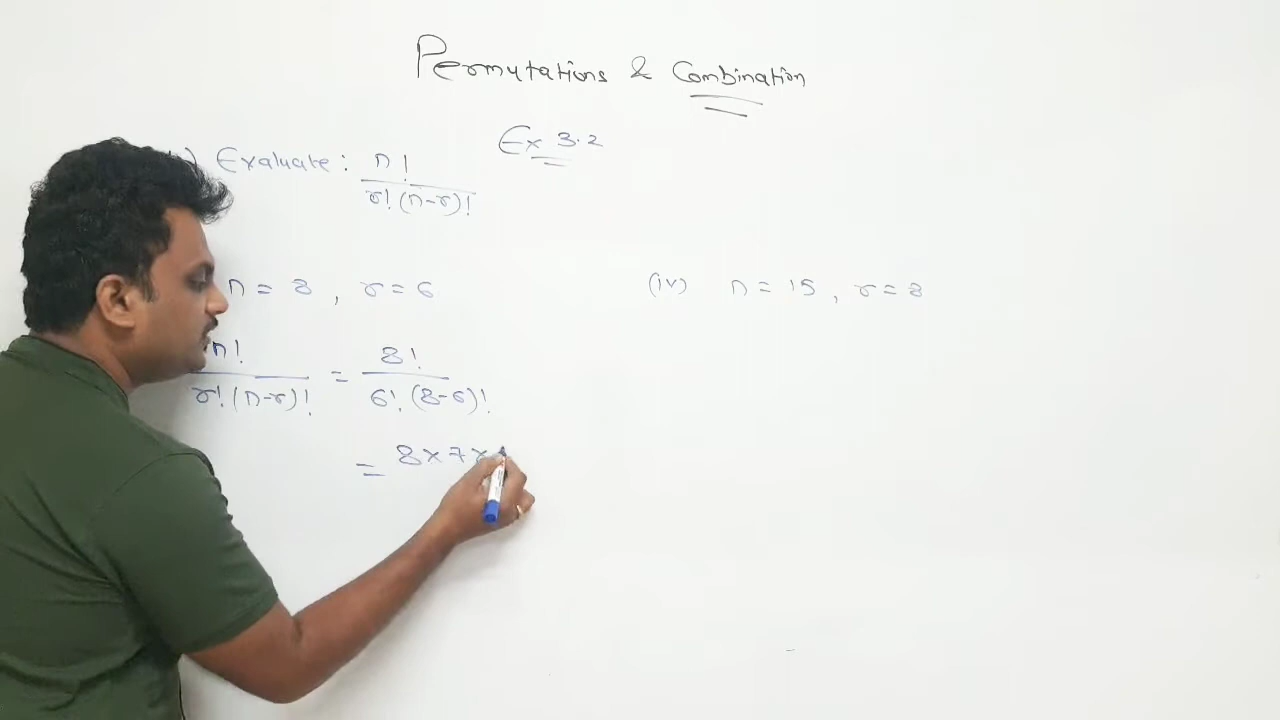 Permutations & Combination
Ex 3.2
) Evaluate: n! / r!(n-r)!
n = 8 , r = 6
(iv) n = 15 , r = 8
n! / r!(n-r)! = 8! / 6!(8-6)!
= 8 × 7 ×